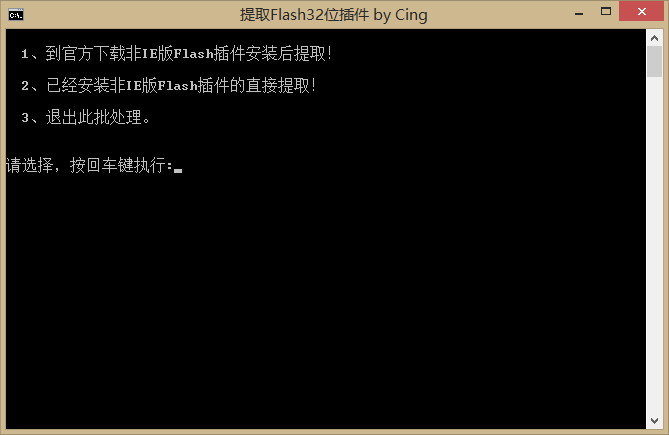 提取Flash32位插件 by Cing
1、到官方下载非IE版Flash插件安装后提取！
2、已经安装非IE版Flash插件的直接提取！
3、退出此批处理。
请选择，按回车键执行: